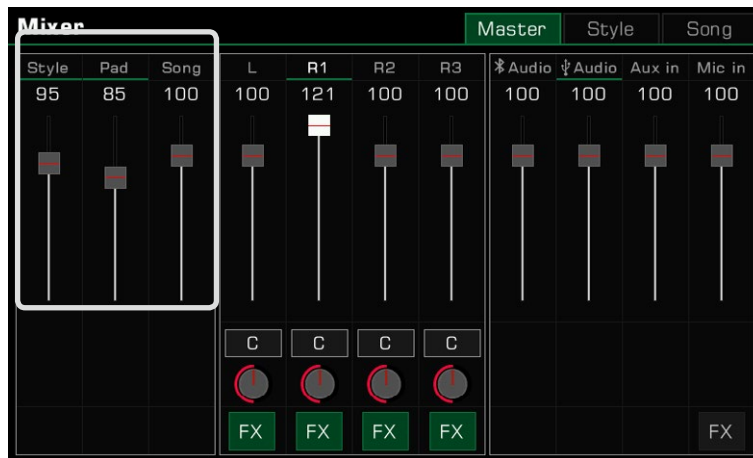 Mixer Master Style Song
Style Pad Song L R1 R2 R3 Audio Audio Aux in Mic in
95 85 100 100 121 100 100 100 100 100 100
C C C C
FX FX FX FX FX